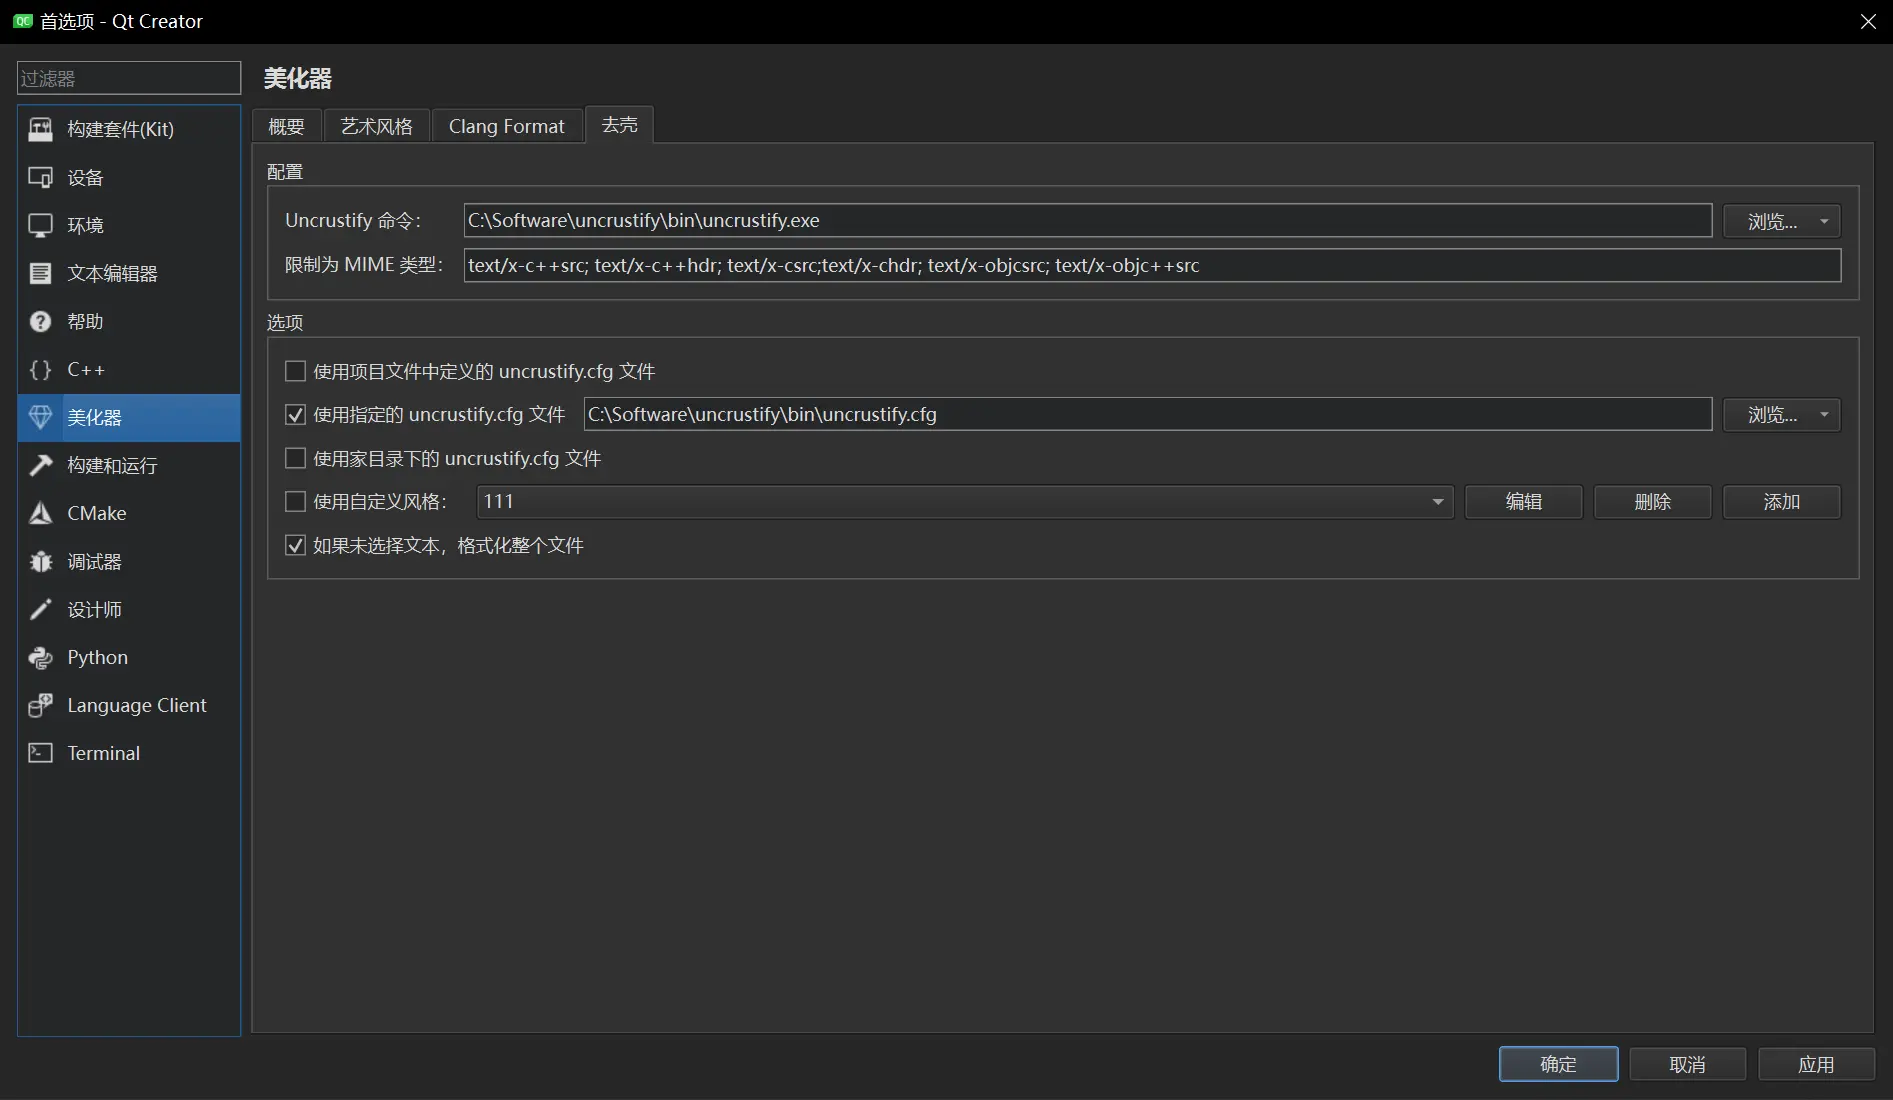 QC 首选项 - Qt Creator
过滤器
构建套件(Kit)
设备
环境
文本编辑器
帮助
C++
美化器
构建和运行
CMake
调试器
设计师
Python
Language Client
Terminal
美化器
概要 艺术风格 Clang Format 去壳
配置
Uncrustify 命令： C:\Software\uncrustify\bin\uncrustify.exe 浏览...
限制为 MIME 类型： text/x-c++src; text/x-c++hdr; text/x-csrc;text/x-chdr; text/x-objcsrc; text/x-objc++src
选项
使用项目文件中定义的 uncrustify.cfg 文件
使用指定的 uncrustify.cfg 文件 C:\Software\uncrustify\bin\uncrustify.cfg 浏览...
使用家目录下的 uncrustify.cfg 文件
使用自定义风格： 111 编辑 删除 添加
如果未选择文本，格式化整个文件
确定 取消 应用